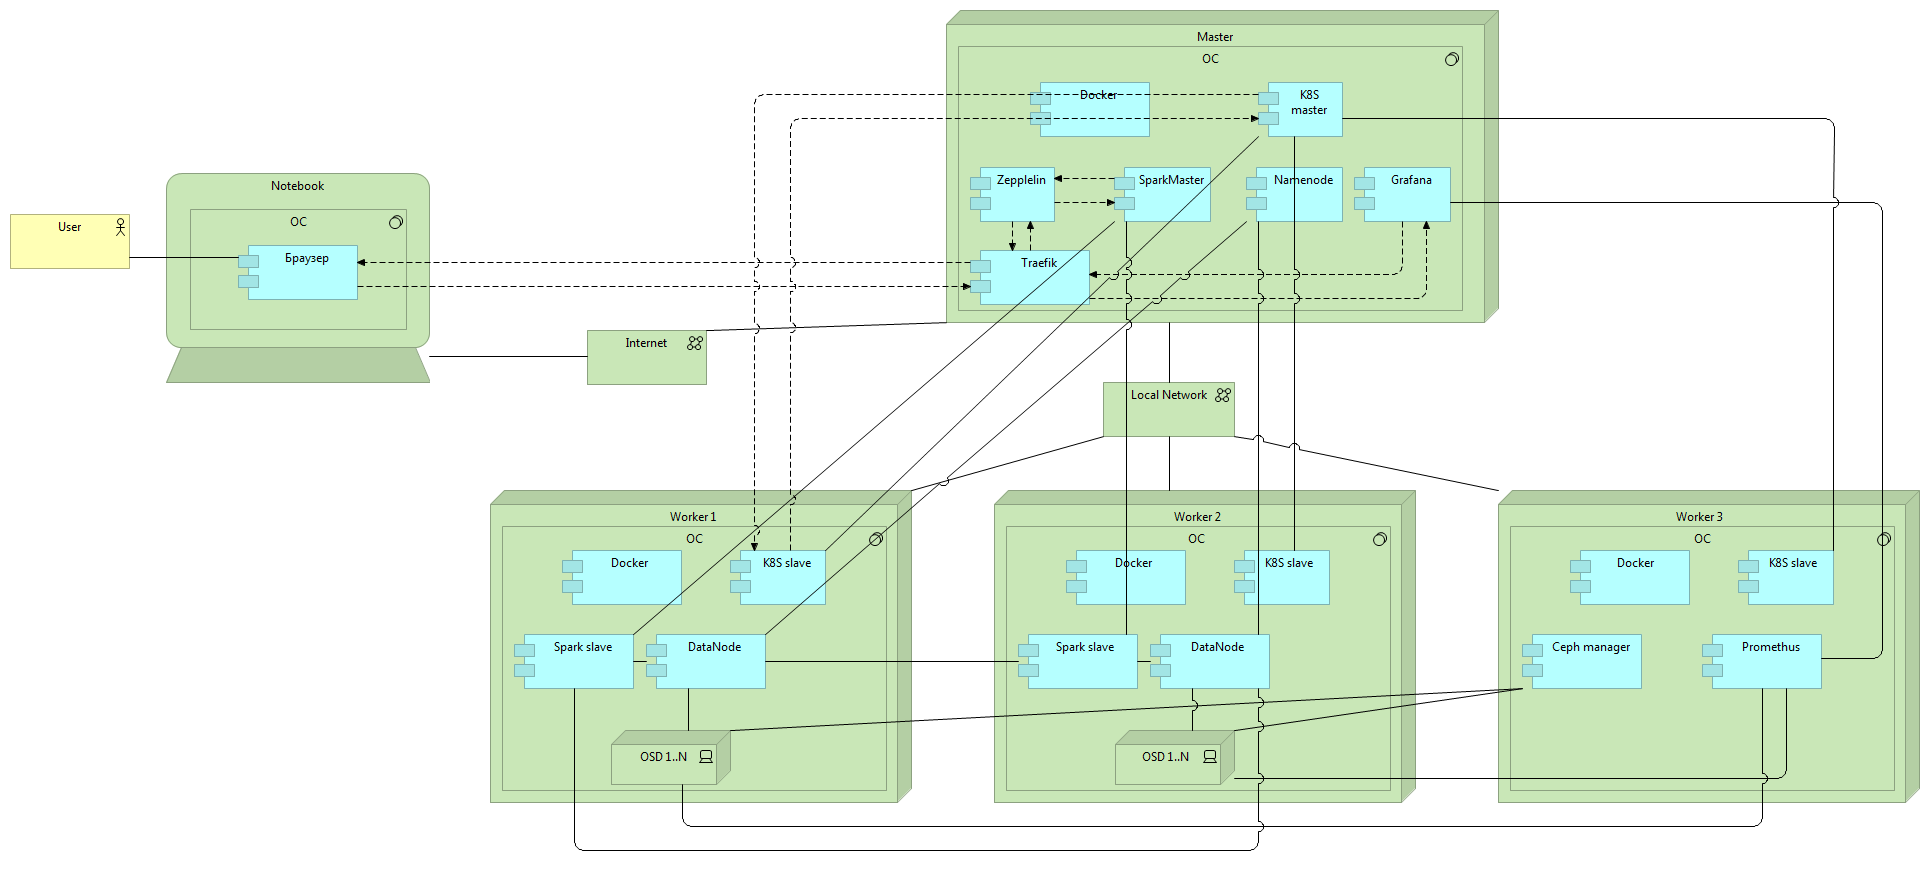 Master
ОС
Docker
K8S
master
Zepplelin
SparkMaster
Namenode
Grafana
Traefik
Notebook
ОС
Браузер
User
Internet
Local Network
Worker 1
ОС
Docker
K8S slave
Spark slave
DataNode
OSD 1..N
Worker 2
ОС
Docker
K8S slave
Spark slave
DataNode
OSD 1..N
Worker 3
ОС
Docker
K8S slave
Ceph manager
Promethus